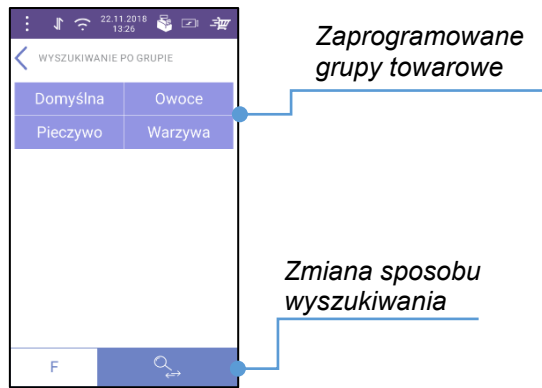 22.11.2018
13:26
WYSZUKIWANIE PO GRUPIE
Domyślna Owoce
Pieczywo Warzywa
Zaprogramowane
grupy towarowe
Zmiana sposobu
wyszukiwania
F